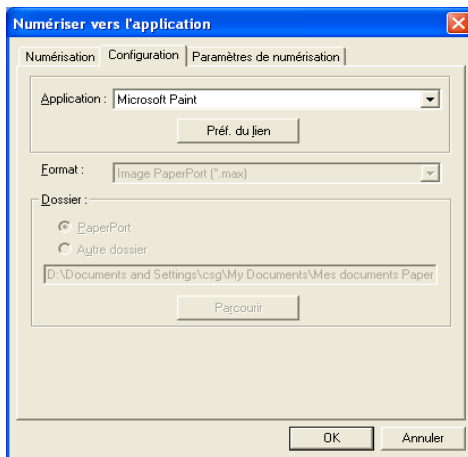 Numériser vers l'application
Numérisation Configuration Paramètres de numérisation
Application : Microsoft Paint
Préf. du lien
Format : Image PaperPort (*.max)
Dossier :
PaperPort
Autre dossier
D:\Documents and Settings\csg\My Documents\Mes documents Paper
Parcourir
OK Annuler